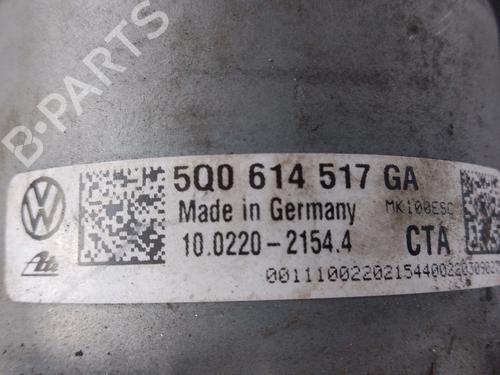 B-PARTS
5Q0 614 517 GA
Made in Germany
MK100ESC
10.0220-2154.4
CTA
Ate